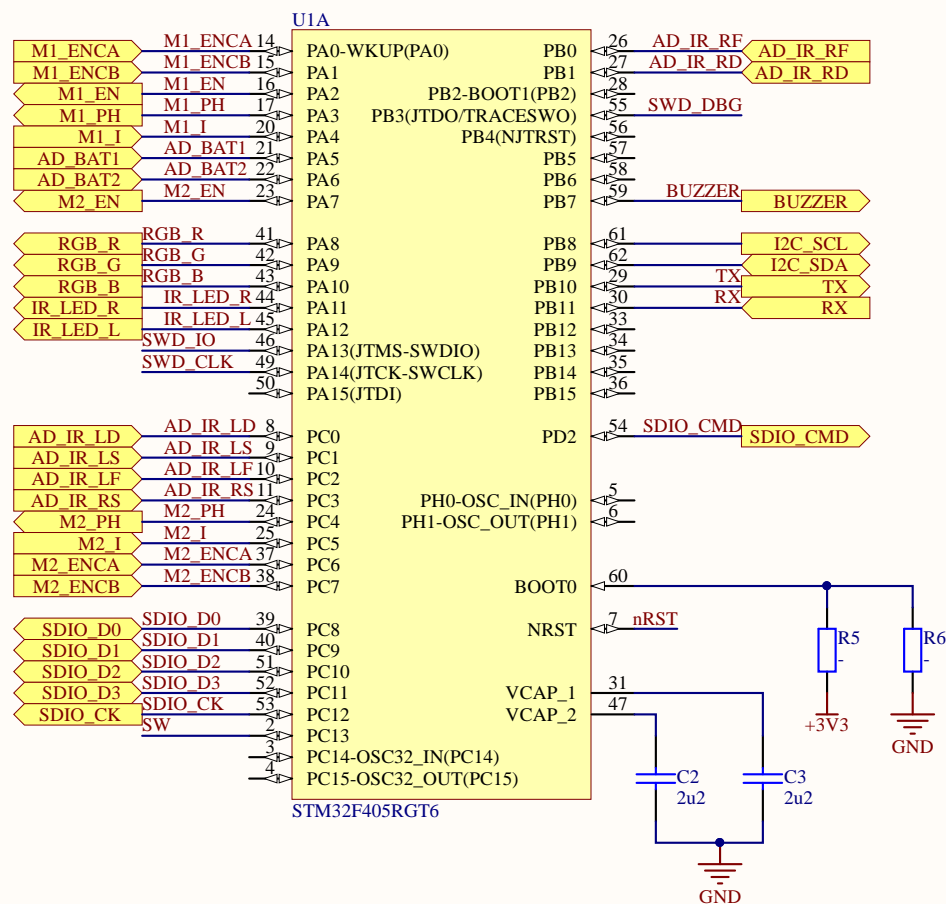 U1A
M1_ENCA M1_ENCA 14 PA0-WKUP(PA0) PB0 26 AD_IR_RF AD_IR_RF
M1_ENCB M1_ENCB 15 PA1 PB1 27 AD_IR_RD AD_IR_RD
M1_EN M1_EN 16 PA2 PB2-BOOT1(PB2) 28
M1_PH M1_PH 17 PA3 PB3(JTDO/TRACESWO) 55 SWD_DBG
M1_I M1_I 20 PA4 PB4(NJTRST) 56
AD_BAT1 AD_BAT1 21 PA5 PB5 57
AD_BAT2 AD_BAT2 22 PA6 PB6 58
M2_EN M2_EN 23 PA7 PB7 59 BUZZER BUZZER
RGB_R RGB_R 41 PA8 PB8 61 I2C_SCL
RGB_G RGB_G 42 PA9 PB9 62 I2C_SDA
RGB_B RGB_B 43 PA10 PB10 29 TX TX
IR_LED_R IR_LED_R 44 PA11 PB11 30 RX RX
IR_LED_L IR_LED_L 45 PA12 PB12 33
SWD_IO 46 PA13(JTMS-SWDIO) PB13 34
SWD_CLK 49 PA14(JTCK-SWCLK) PB14 35
50 PA15(JTDI) PB15 36
AD_IR_LD AD_IR_LD 8 PC0 PD2 54 SDIO_CMD SDIO_CMD
AD_IR_LS AD_IR_LS 9 PC1
AD_IR_LF AD_IR_LF 10 PC2
AD_IR_RS AD_IR_RS 11 PC3 PH0-OSC_IN(PH0) 5
M2_PH M2_PH 24 PC4 PH1-OSC_OUT(PH1) 6
M2_I M2_I 25 PC5
M2_ENCA M2_ENCA 37 PC6
M2_ENCB M2_ENCB 38 PC7 BOOT0 60
SDIO_D0 SDIO_D0 39 PC8 NRST 7 nRST
R5 R6
SDIO_D1 SDIO_D1 40 PC9
- -
SDIO_D2 SDIO_D2 51 PC10
SDIO_D3 SDIO_D3 52 PC11 VCAP_1 31
SDIO_CK SDIO_CK 53 PC12 VCAP_2 47
+3V3
SW 2 PC13
GND
3 PC14-OSC32_IN(PC14)
4 PC15-OSC32_OUT(PC15)
C2 C3
2u2 2u2
STM32F405RGT6
GND